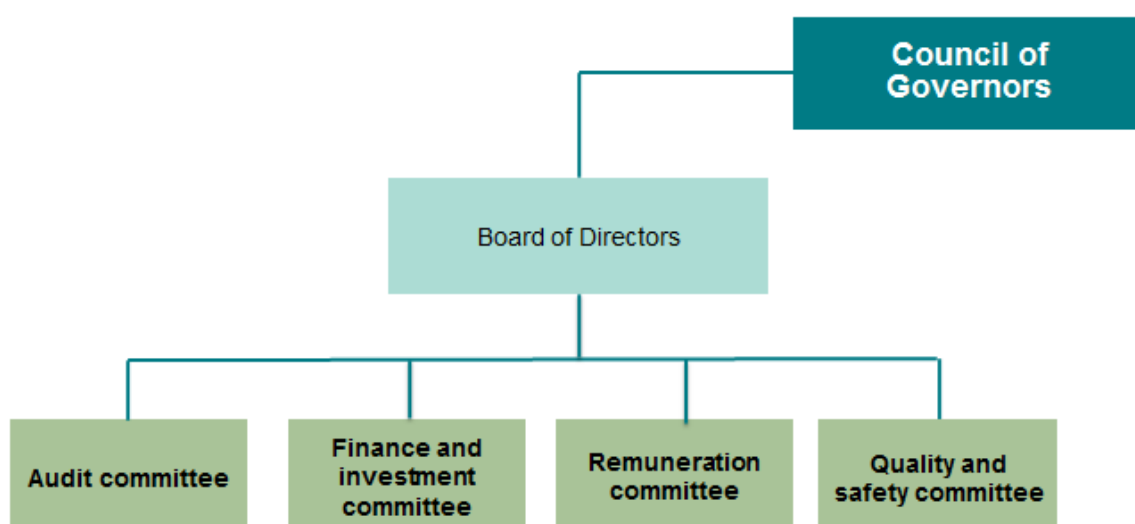 Council of
Governors
Board of Directors
Audit committee
Finance and
investment
committee
Remuneration
committee
Quality and
safety committee